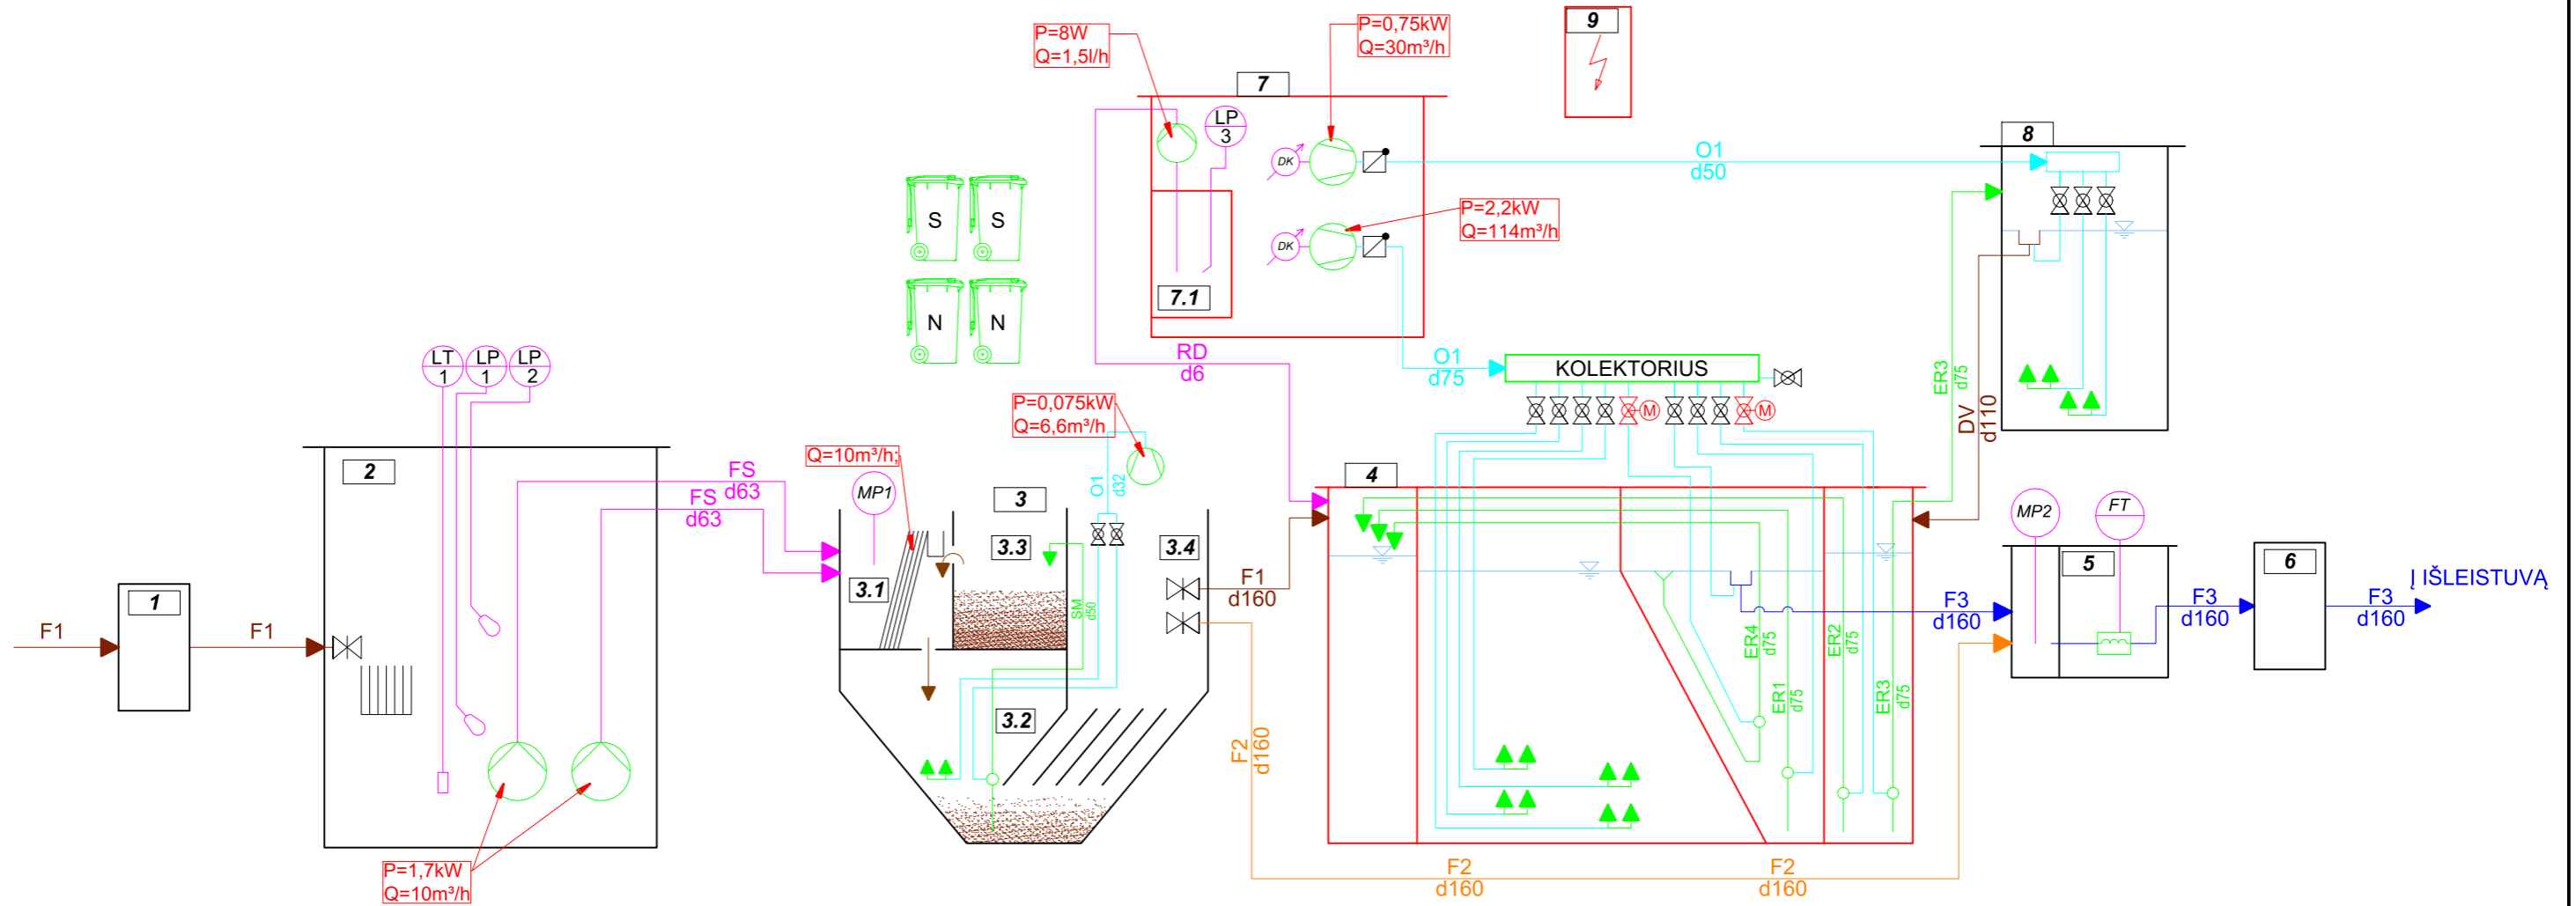 P=8W
Q=1,5l/h
P=0,75kW
Q=30m³/h
9
7
LP
3
DK
O1
d50
8
P=2,2kW
Q=114m³/h
DK
7.1
S
S
N
N
RD
d6
O1
d75
KOLEKTORIUS
M
M
ER3
d75
DV
d110
LT
1
LP
1
LP
2
P=0,075kW
Q=6,6m³/h
Q=10m³/h;
2
FS
d63
FS
d63
MP1
3
O1
d32
4
MP2
FT
3.3
3.4
3.1
5
6
1
F1
F1
F1
d160
SM
d50
F3
d160
F3
d160
F3
d160
Į IŠLEISTUVĄ
ER4
d75
ER2
d75
ER1
d75
ER3
d75
3.2
F2
d160
P=1,7kW
Q=10m³/h
F2
d160
F2
d160